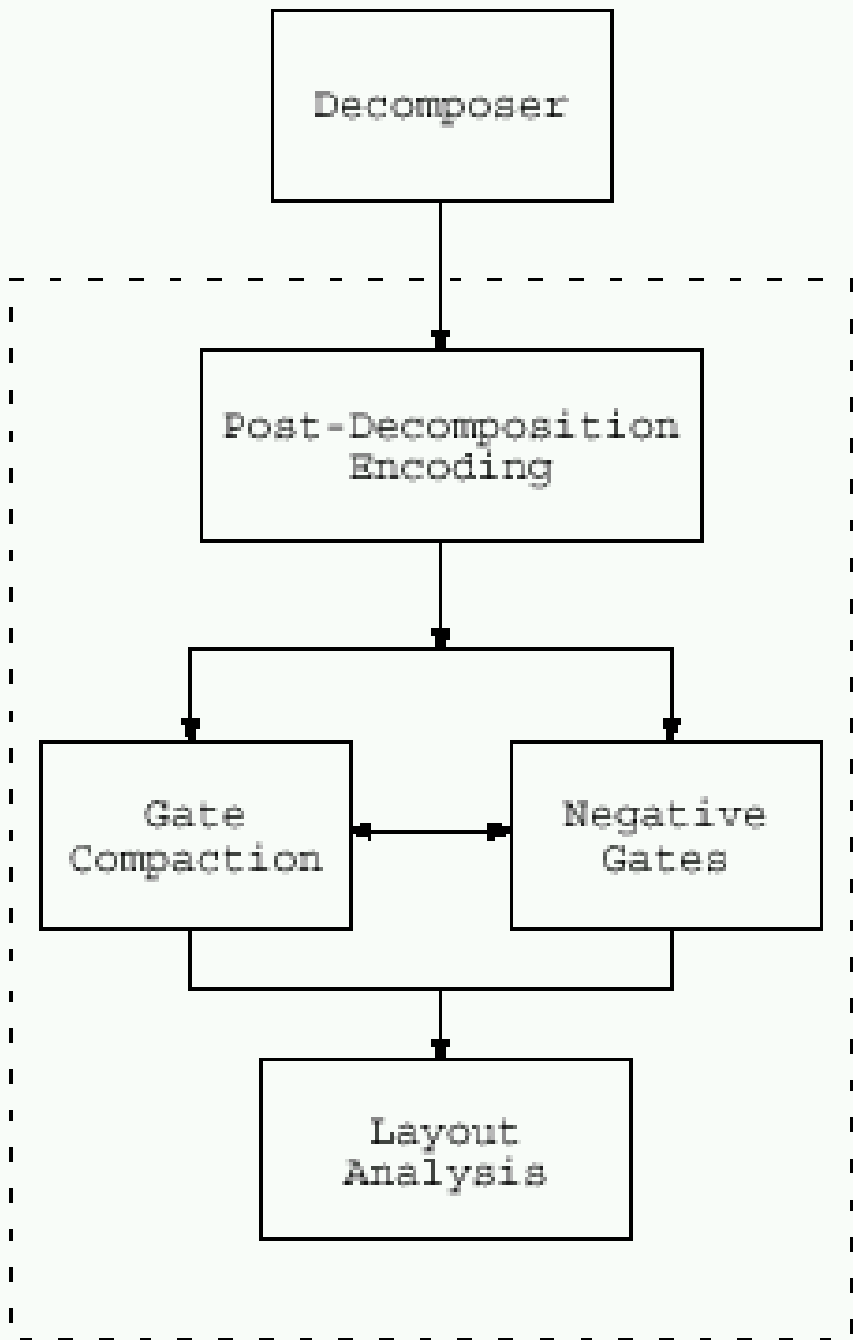 Decomposer
Post-Decomposition
Encoding
Gate
Compaction
Negative
Gates
Layout
Analysis